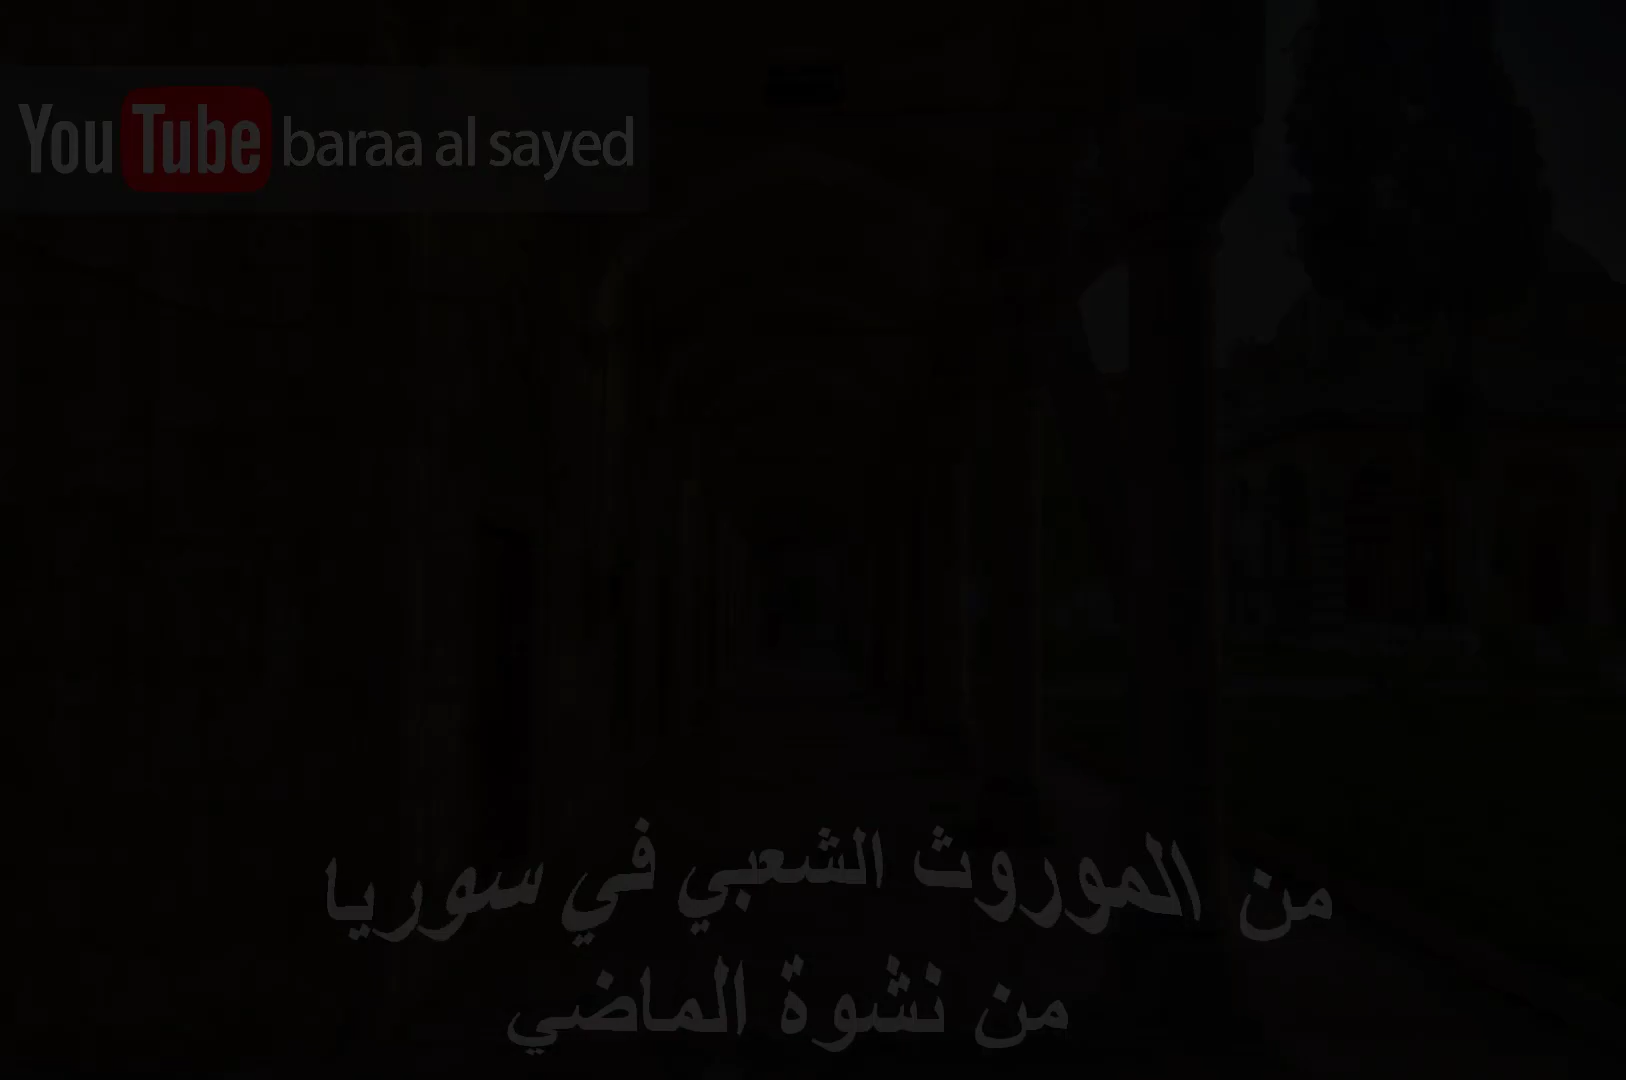 YouTube baraa al sayed
من الموروث الشعبي في سوريا
من نشوة الماضي